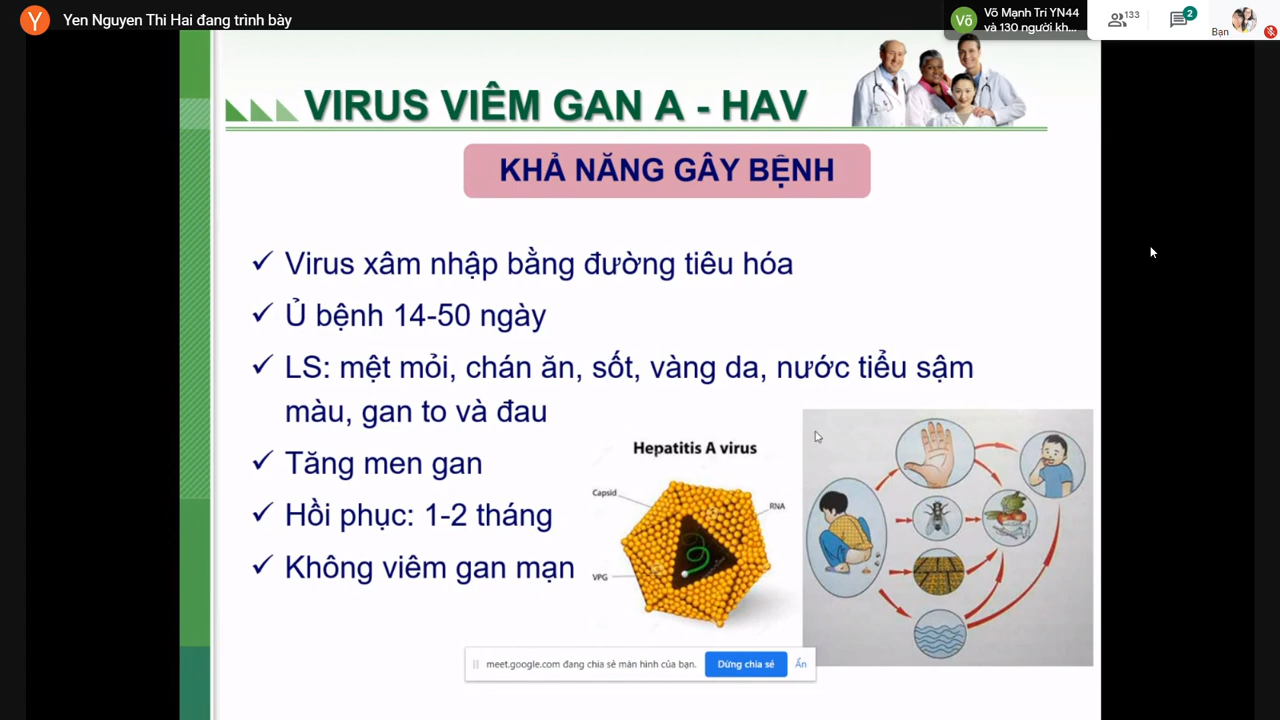 Y
Yen Nguyen Thi Hai đang trình bày
Võ
Võ Mạnh Trí YN44
và 130 người kh...
133
2
Bạn
VIRUS VIÊM GAN A - HAV
KHẢ NĂNG GÂY BỆNH
✓ Virus xâm nhập bằng đường tiêu hóa
✓ Ủ bệnh 14-50 ngày
✓ LS: mệt mỏi, chán ăn, sốt, vàng da, nước tiểu sậm
màu, gan to và đau
✓ Tăng men gan
✓ Hồi phục: 1-2 tháng
✓ Không viêm gan mạn
Hepatitis A virus
Capsid
RNA
VPG
meet.google.com đang chia sẻ màn hình của bạn.
Dừng chia sẻ
Ẩn